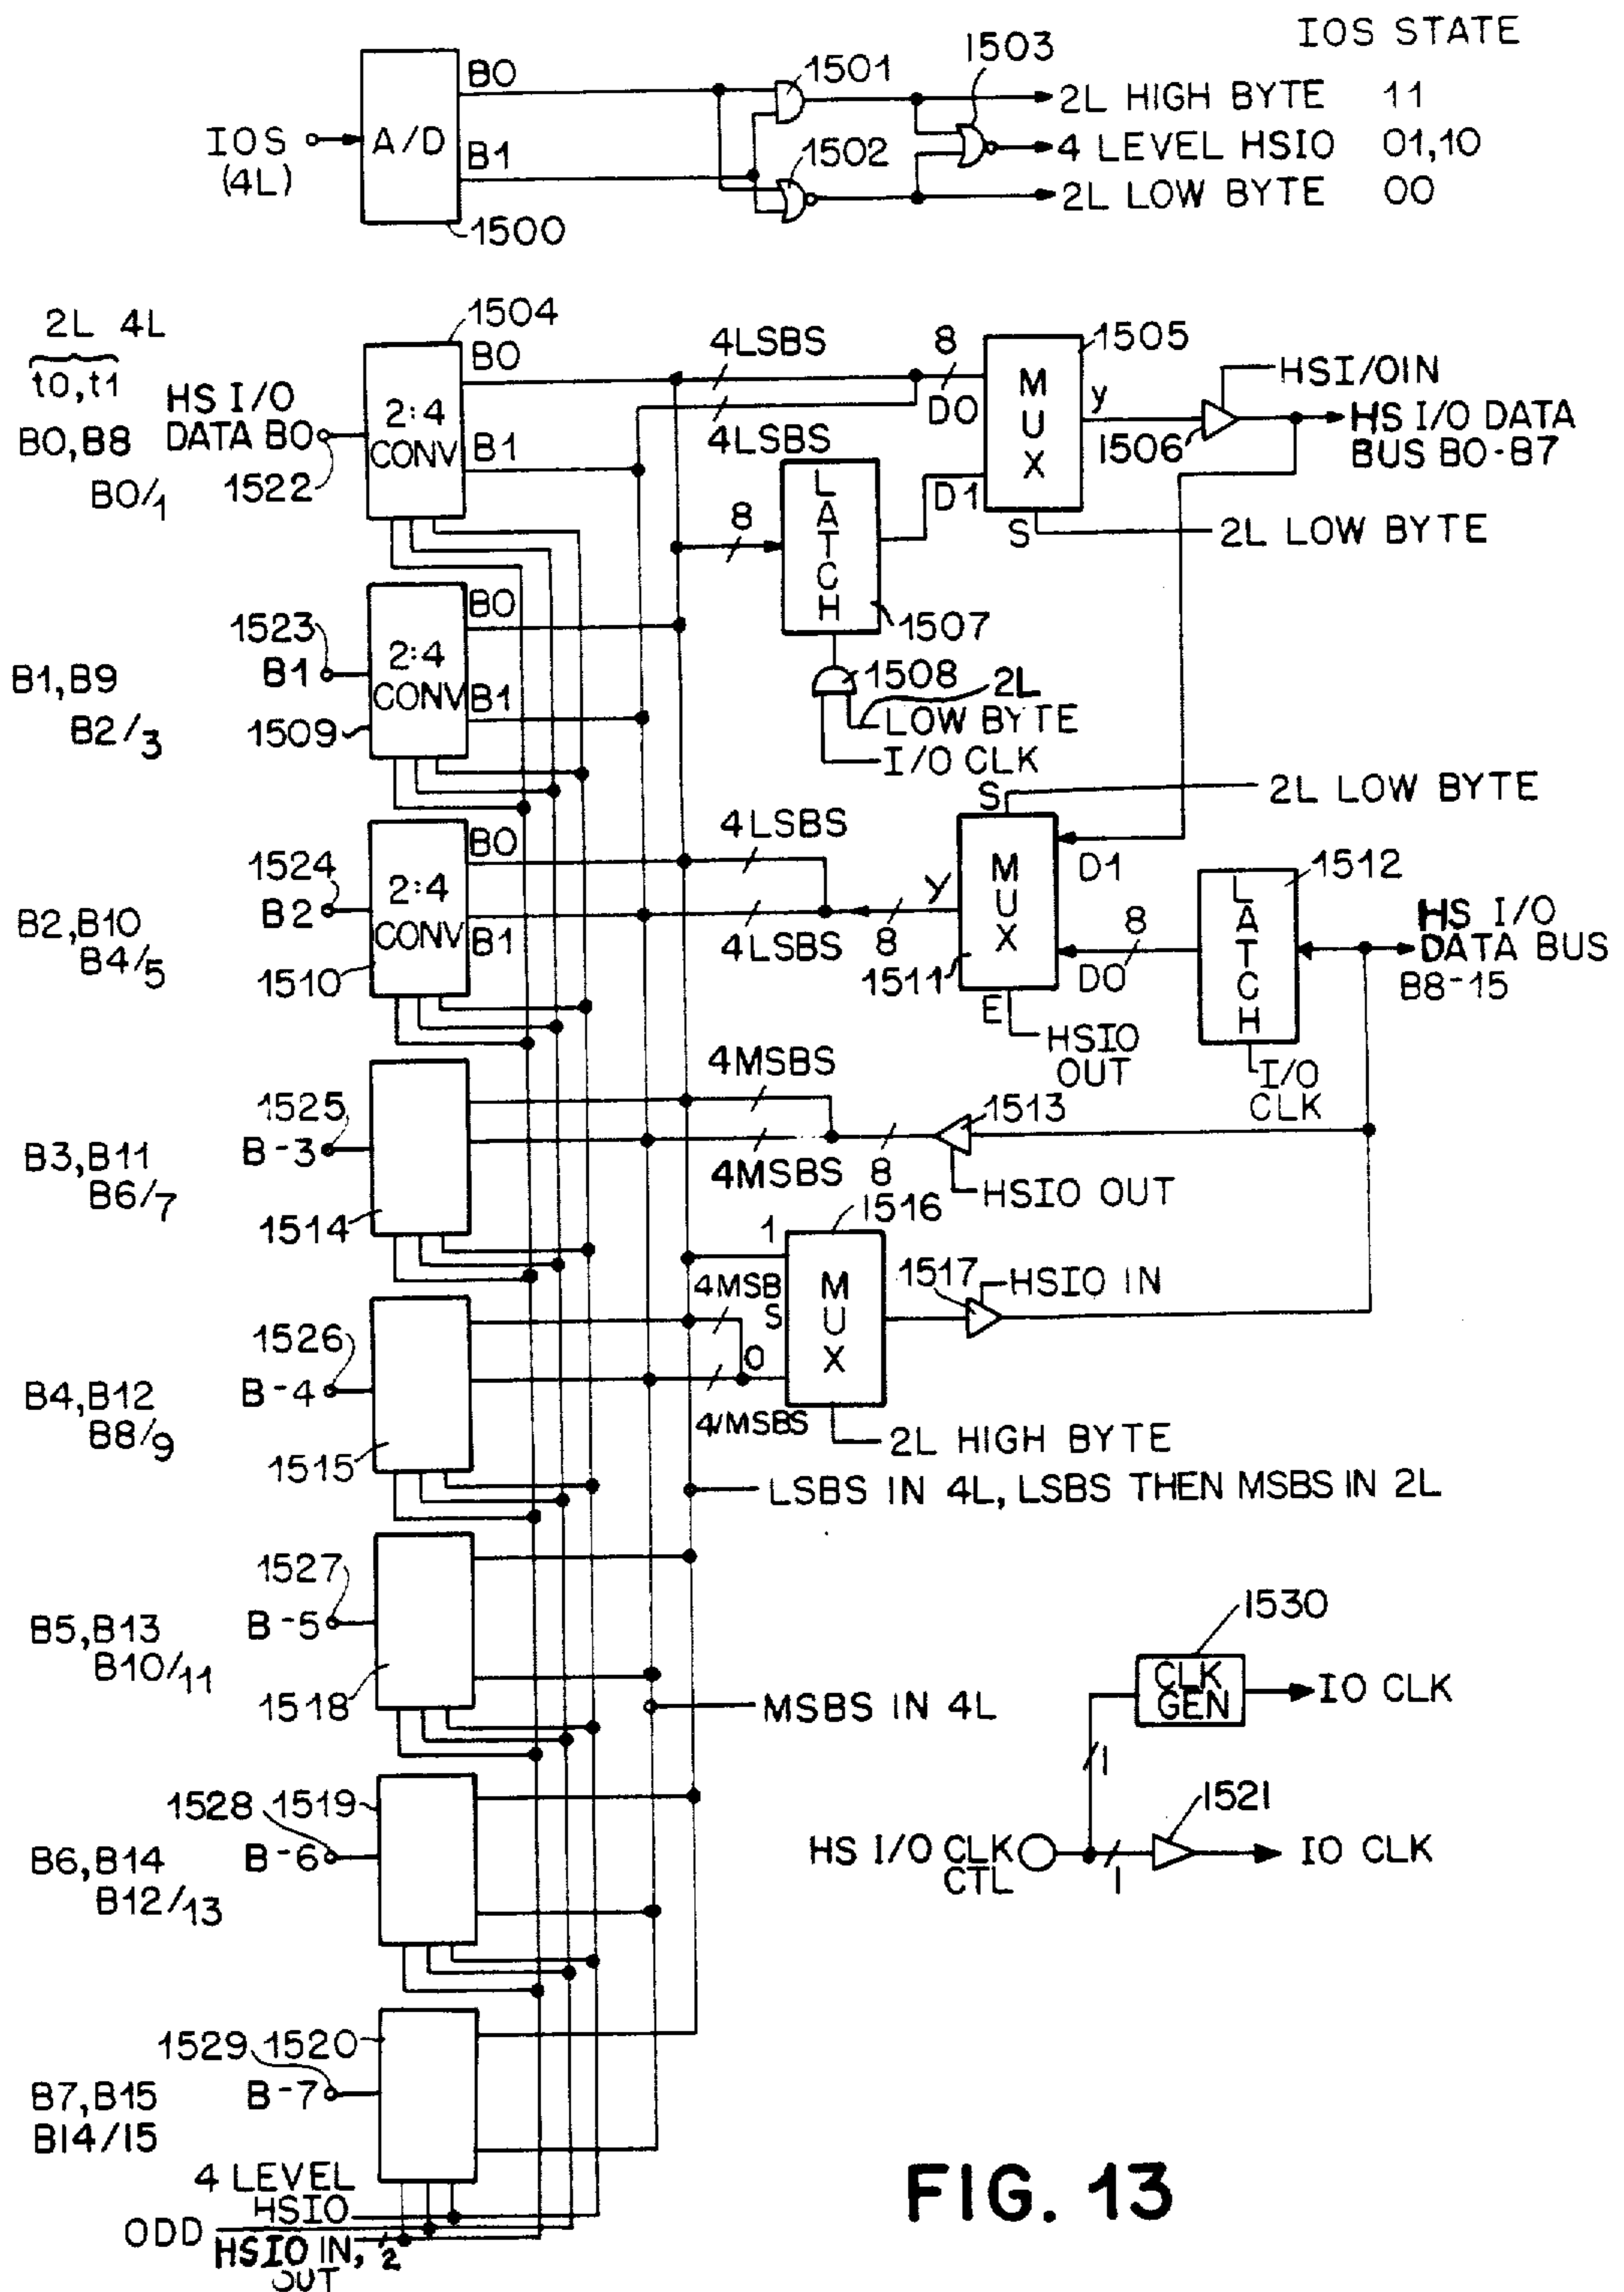 IOS STATE
1501
1503
B0
2L HIGH BYTE 11
IOS
(4L)
A/D
B1
1502
4 LEVEL HSIO 01,10
2L LOW BYTE 00
1500
2L 4L
t0,t1
1504
B0
4LSBS
8
1505
HS I/O
DATA B0
2:4
CONV
D0
MUX
y
HSI/OIN
B0,B8
B1
4LSBS
1506
HS I/O DATA
BUS B0-B7
1522
B0/1
LATCH
D1
8
S
2L LOW BYTE
1523
B0
1507
B1,B9
B1
2:4
CONV
B1
1508
2L
LOW BYTE
B2/3
1509
I/O CLK
S
2L LOW BYTE
4LSBS
1524
B0
D1
1512
B2
2:4
CONV
MUX
y
LATCH
HS I/O
DATA BUS
B8-15
B2,B10
B1
8
8
B4/5
4LSBS
1510
1511
D0
E
HSIO
OUT
I/O
CLK
4MSBS
1525
1513
B3,B11
B-3
4MSBS
8
B6/7
HSIO OUT
1514
1516
1
4MSB
S
MUX
1517
HSIO IN
1526
0
B4,B12
B-4
B8/9
4MSBS
2L HIGH BYTE
1515
LSBS IN 4L, LSBS THEN MSBS IN 2L
1527
B5,B13
B-5
1530
B10/11
CLK
GEN
IO CLK
1518
MSBS IN 4L
1
1528 1519
1521
B6,B14
B-6
HS I/O CLK
CTL
1
IO CLK
B12/13
1529 1520
B7,B15
B-7
B14/15
4 LEVEL
HSIO
ODD
HSIO IN, 2
OUT
FIG. 13